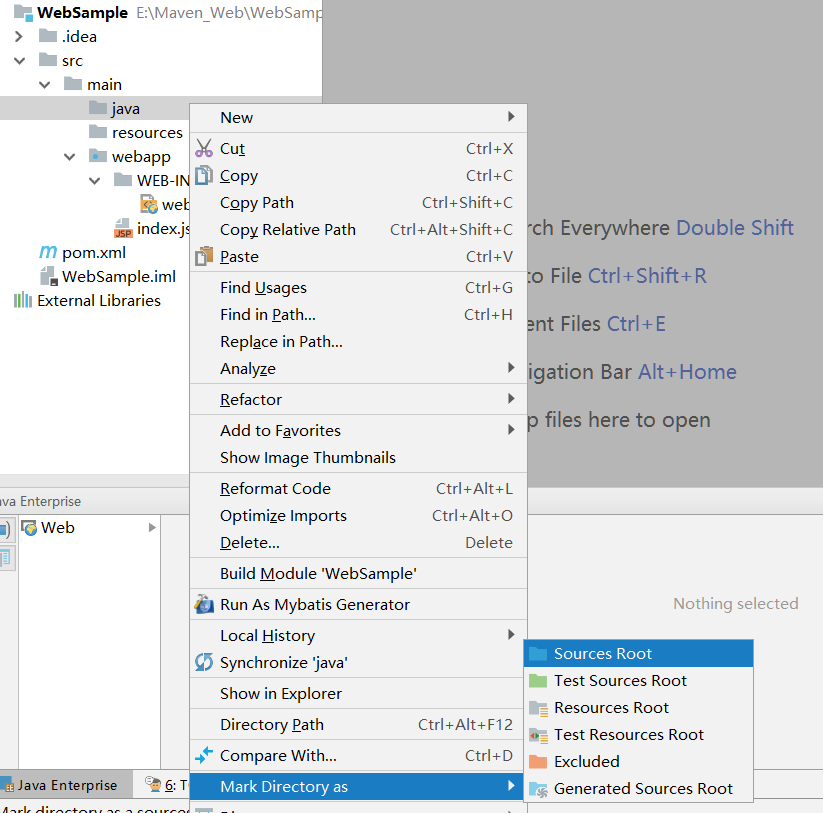 WebSample E:\Maven_Web\WebSamp
.idea
src
main
java
resources
webapp
WEB-IN
web
index.js
pom.xml
WebSample.iml
External Libraries
New
Cut Ctrl+X
Copy Ctrl+C
Copy Path Ctrl+Shift+C
Copy Relative Path Ctrl+Alt+Shift+C
Paste Ctrl+V
Find Usages Ctrl+G
Find in Path... Ctrl+H
Replace in Path...
Analyze
Refactor
Add to Favorites
Show Image Thumbnails
Reformat Code Ctrl+Alt+L
Optimize Imports Ctrl+Alt+O
Delete... Delete
Build Module 'WebSample'
Run As Mybatis Generator
Local History
Synchronize 'java'
Show in Explorer
Directory Path Ctrl+Alt+F12
Compare With... Ctrl+D
Mark Directory as
Sources Root
Test Sources Root
Resources Root
Test Resources Root
Excluded
Generated Sources Root
rch Everywhere Double Shift
to File Ctrl+Shift+R
ent Files Ctrl+E
igation Bar Alt+Home
p files here to open
ava Enterprise
Web
Nothing selected
Java Enterprise
6: T
Mark directory as a sources